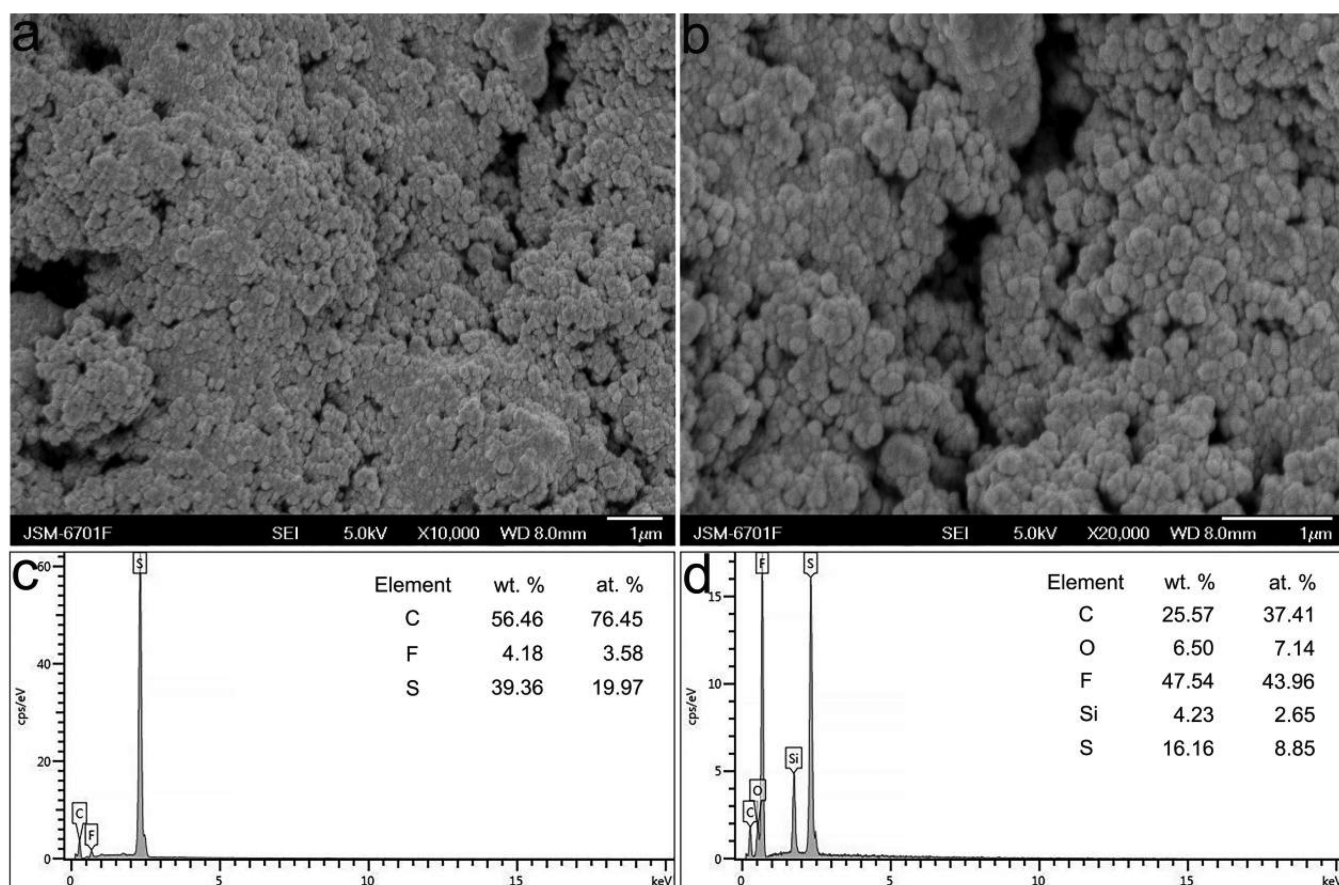 a
b
JSM-6701F SEI 5.0kV X10,000 WD 8.0mm 1μm
JSM-6701F SEI 5.0kV X20,000 WD 8.0mm 1μm
c
Element wt. % at. %
C 56.46 76.45
F 4.18 3.58
S 39.36 19.97
S
C
F
60
40
20
0
cps/eV
0 5 10 15 keV
d
Element wt. % at. %
C 25.57 37.41
O 6.50 7.14
F 47.54 43.96
Si 4.23 2.65
S 16.16 8.85
F
S
Si
O
C
15
10
5
0
cps/eV
0 5 10 15 keV